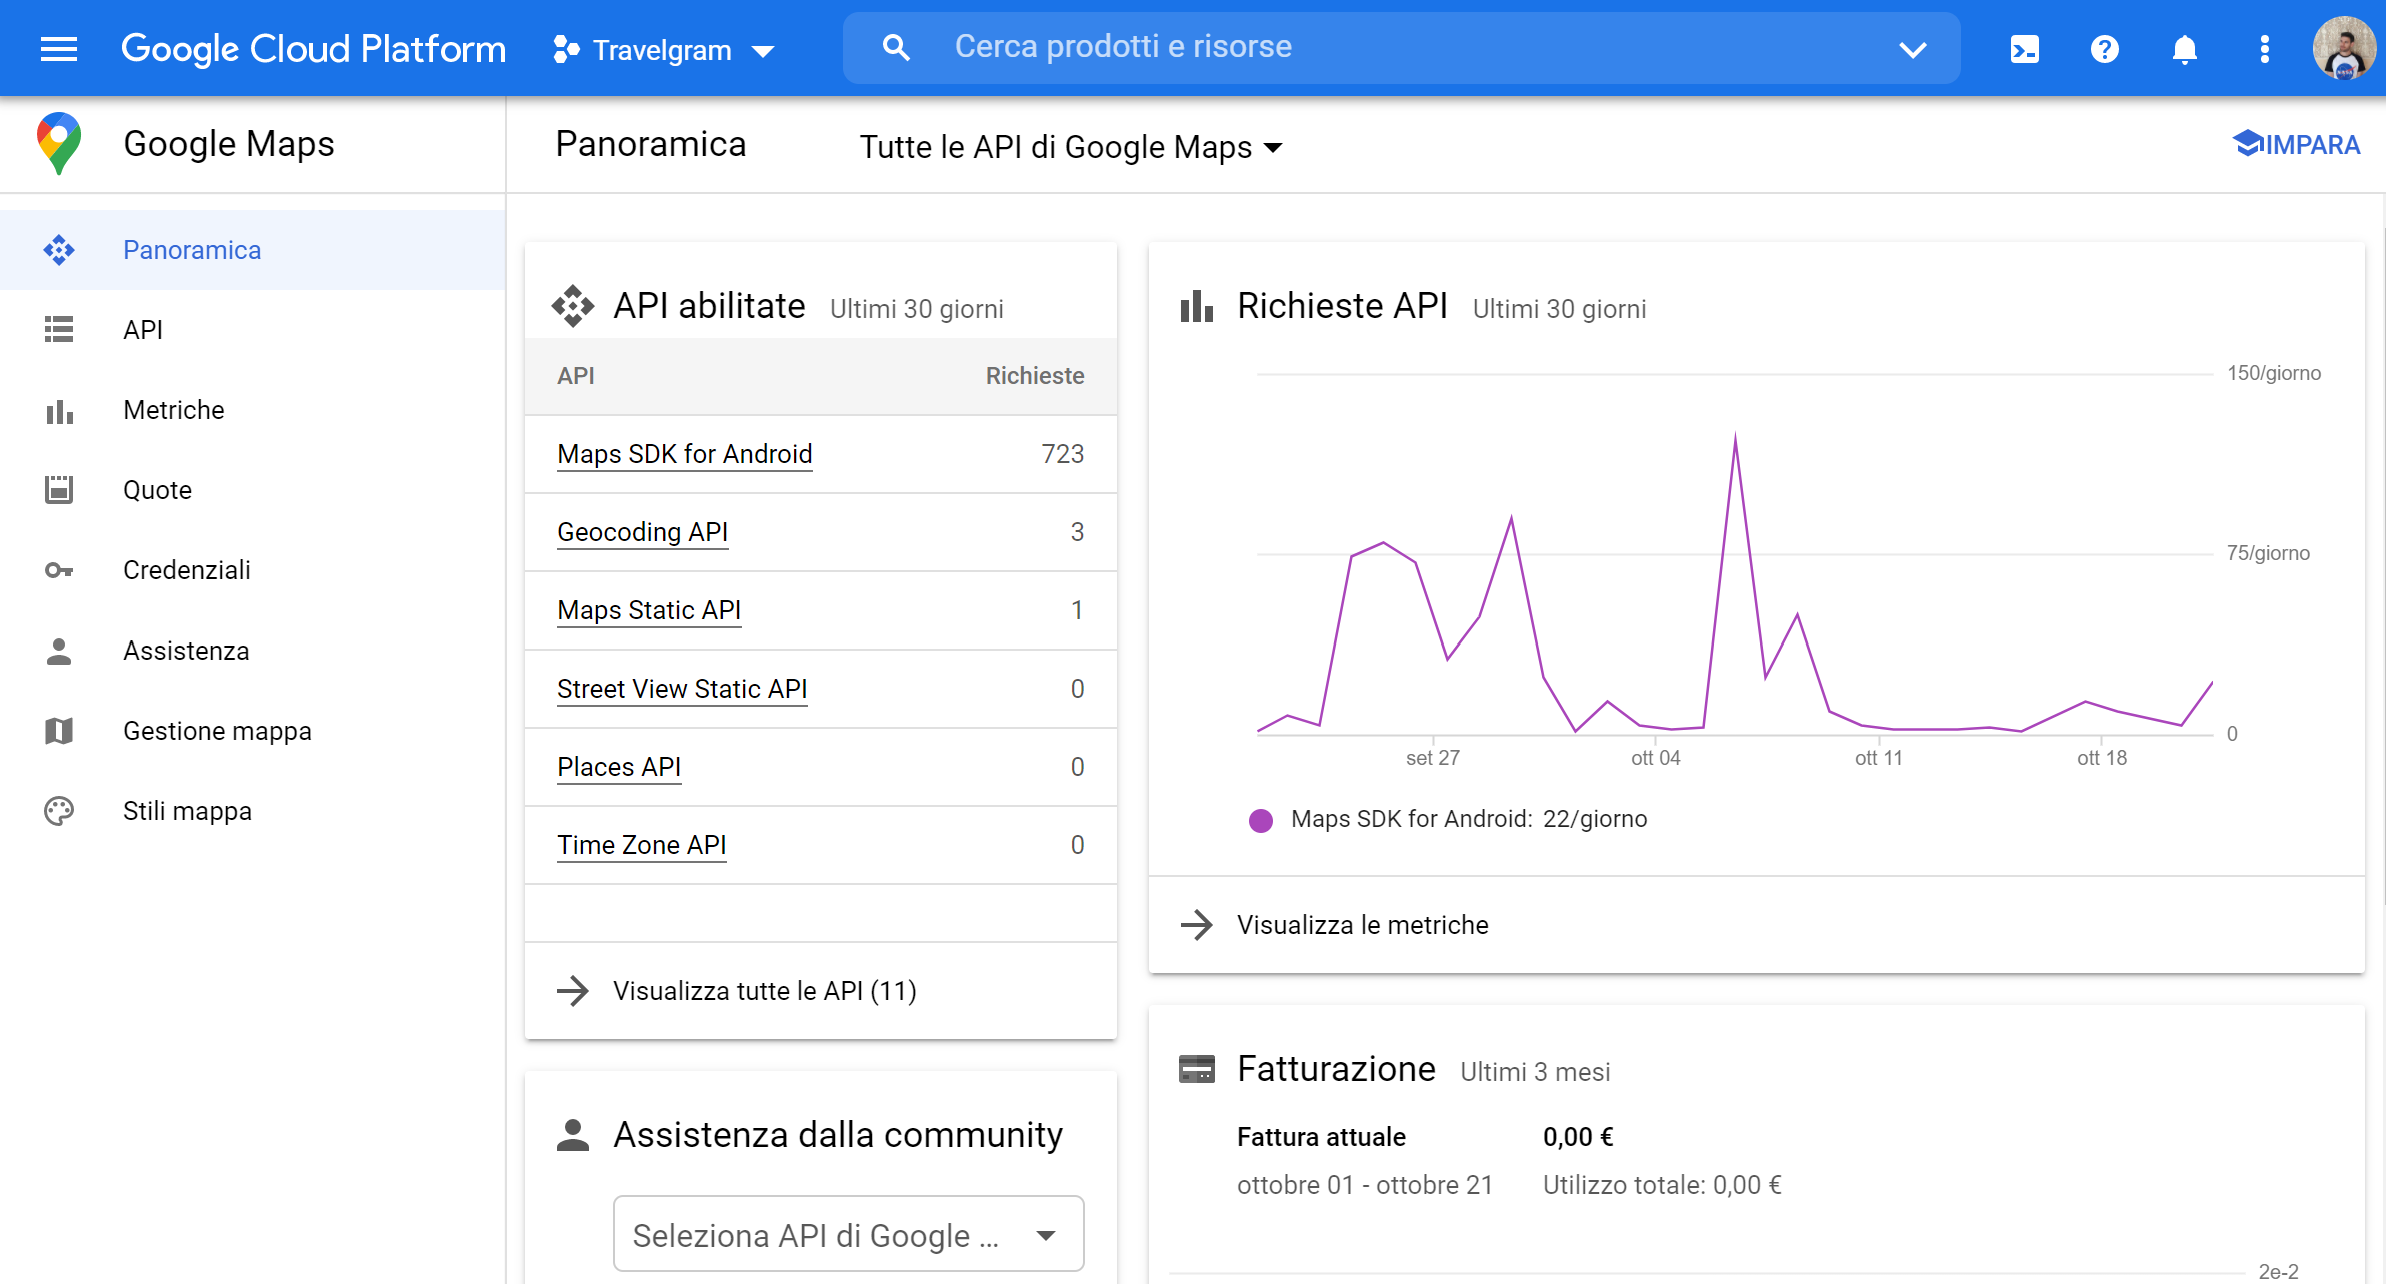 Google Cloud Platform
Travelgram
Cerca prodotti e risorse
Google Maps
Panoramica
Tutte le API di Google Maps
IMPARA
Panoramica
API
Metriche
Quote
Credenziali
Assistenza
Gestione mappa
Stili mappa
API abilitate Ultimi 30 giorni
API Richieste
Maps SDK for Android 723
Geocoding API 3
Maps Static API 1
Street View Static API 0
Places API 0
Time Zone API 0
Visualizza tutte le API (11)
Assistenza dalla community
Seleziona API di Google ...
Richieste API Ultimi 30 giorni
150/giorno
75/giorno
0
set 27 ott 04 ott 11 ott 18
Maps SDK for Android: 22/giorno
Visualizza le metriche
Fatturazione Ultimi 3 mesi
Fattura attuale 0,00 €
ottobre 01 - ottobre 21 Utilizzo totale: 0,00 €
2e-2